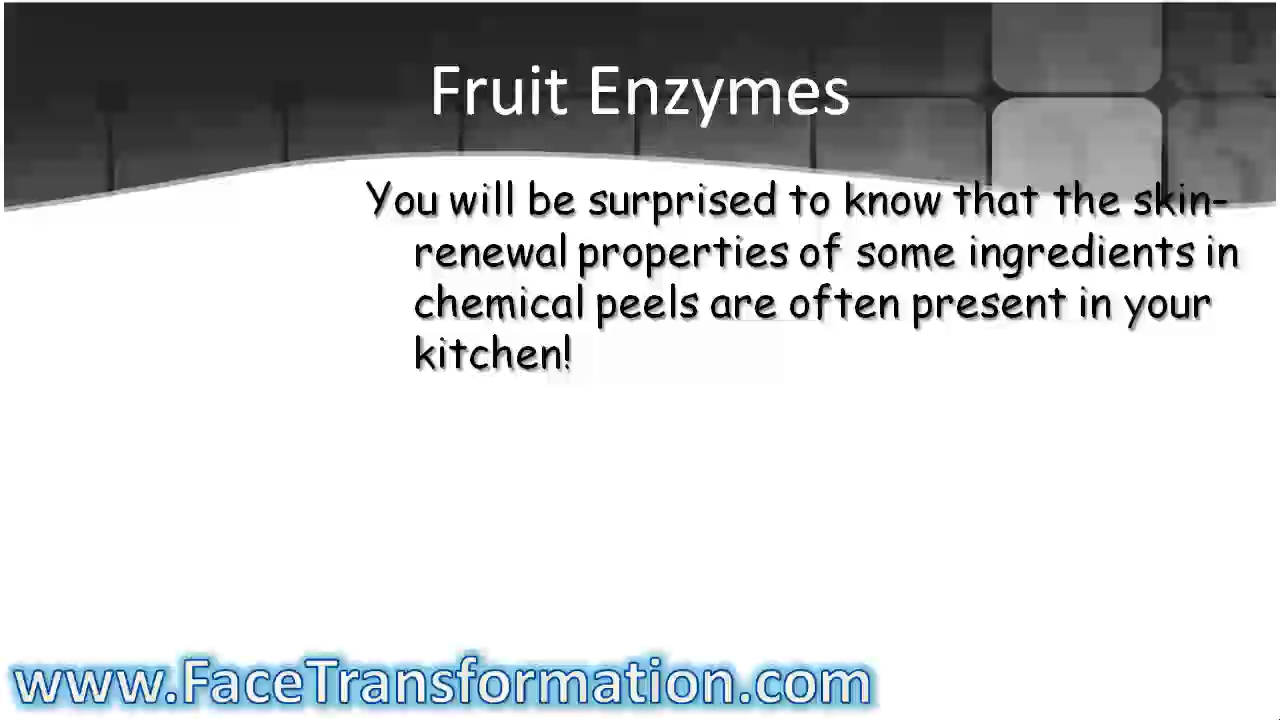 Fruit Enzymes
You will be surprised to know that the skin-
renewal properties of some ingredients in
chemical peels are often present in your
kitchen!
www.FaceTransformation.com